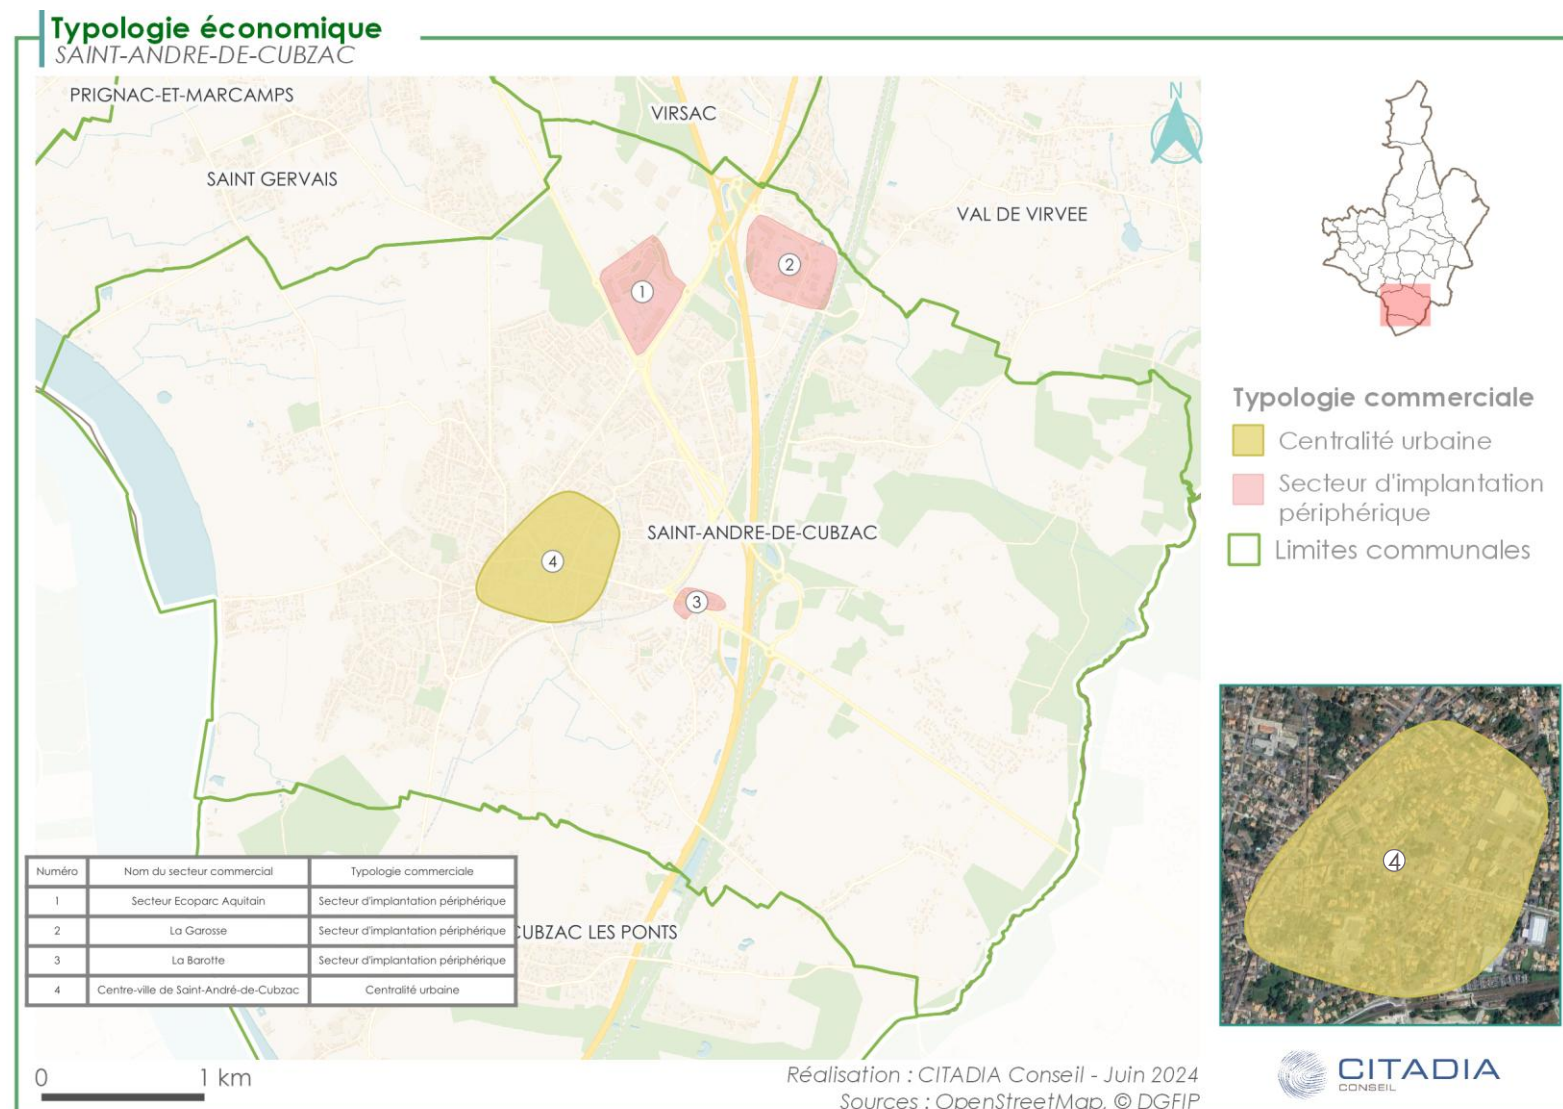 Typologie économique
SAINT-ANDRE-DE-CUBZAC
PRIGNAC-ET-MARCAMPS
VIRSAC
N
SAINT GERVAIS
VAL DE VIRVEE
2
1
Typologie commerciale
Centralité urbaine
Secteur d'implantation
périphérique
Limites communales
SAINT-ANDRE-DE-CUBZAC
4
3
4
Numéro Nom du secteur commercial Typologie commerciale
1 Secteur Ecoparc Aquitain Secteur d'implantation périphérique
2 La Garosse Secteur d'implantation périphérique
3 La Barotte Secteur d'implantation périphérique
4 Centre-ville de Saint-André-de-Cubzac Centralité urbaine
CUBZAC LES PONTS
0 1 km
Réalisation : CITADIA Conseil - Juin 2024
Sources : OpenStreetMap, © DGFIP
CITADIA
CONSEIL